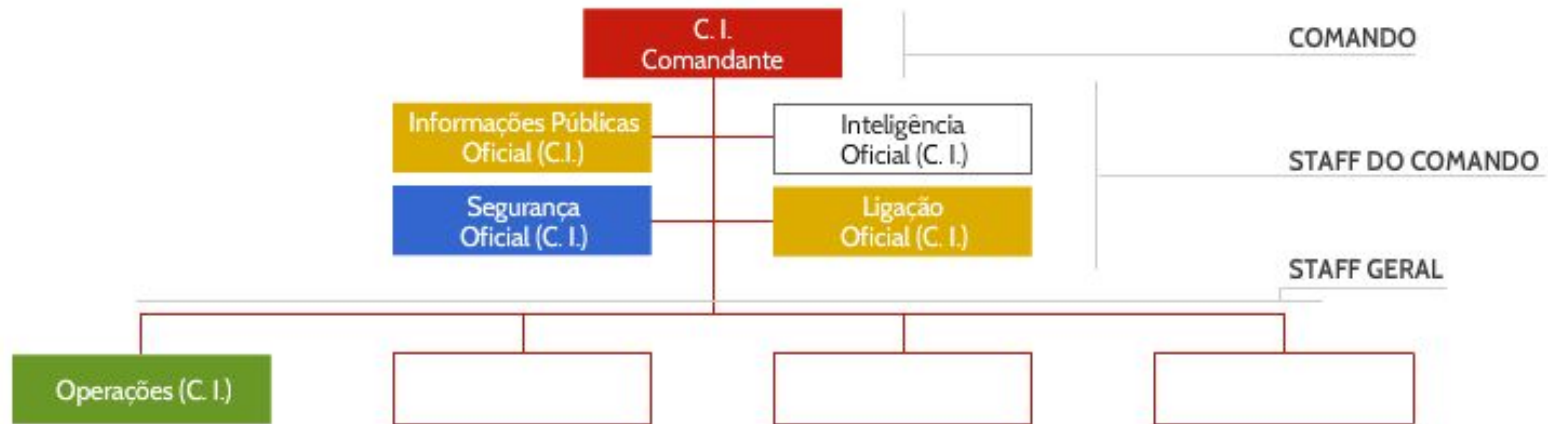 C. I.
Comandante
COMANDO
Informações Públicas
Oficial (C.I.)
Inteligência
Oficial (C. I.)
STAFF DO COMANDO
Segurança
Oficial (C. I.)
Ligação
Oficial (C. I.)
STAFF GERAL
Operações (C. I.)